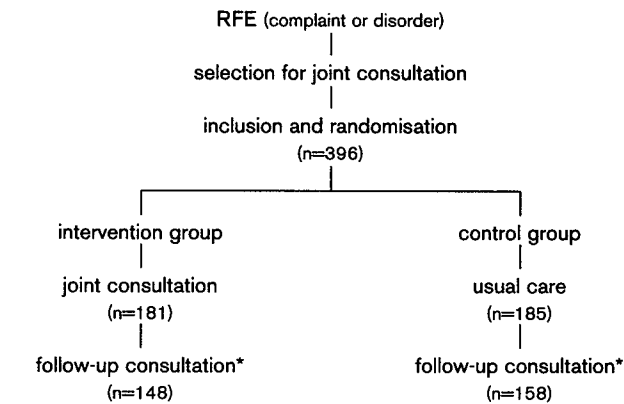 RFE (complaint or disorder)
selection for joint consultation
inclusion and randomisation
(n=396)
intervention group
control group
joint consultation
(n=181)
usual care
(n=185)
follow-up consultation*
(n=148)
follow-up consultation*
(n=158)